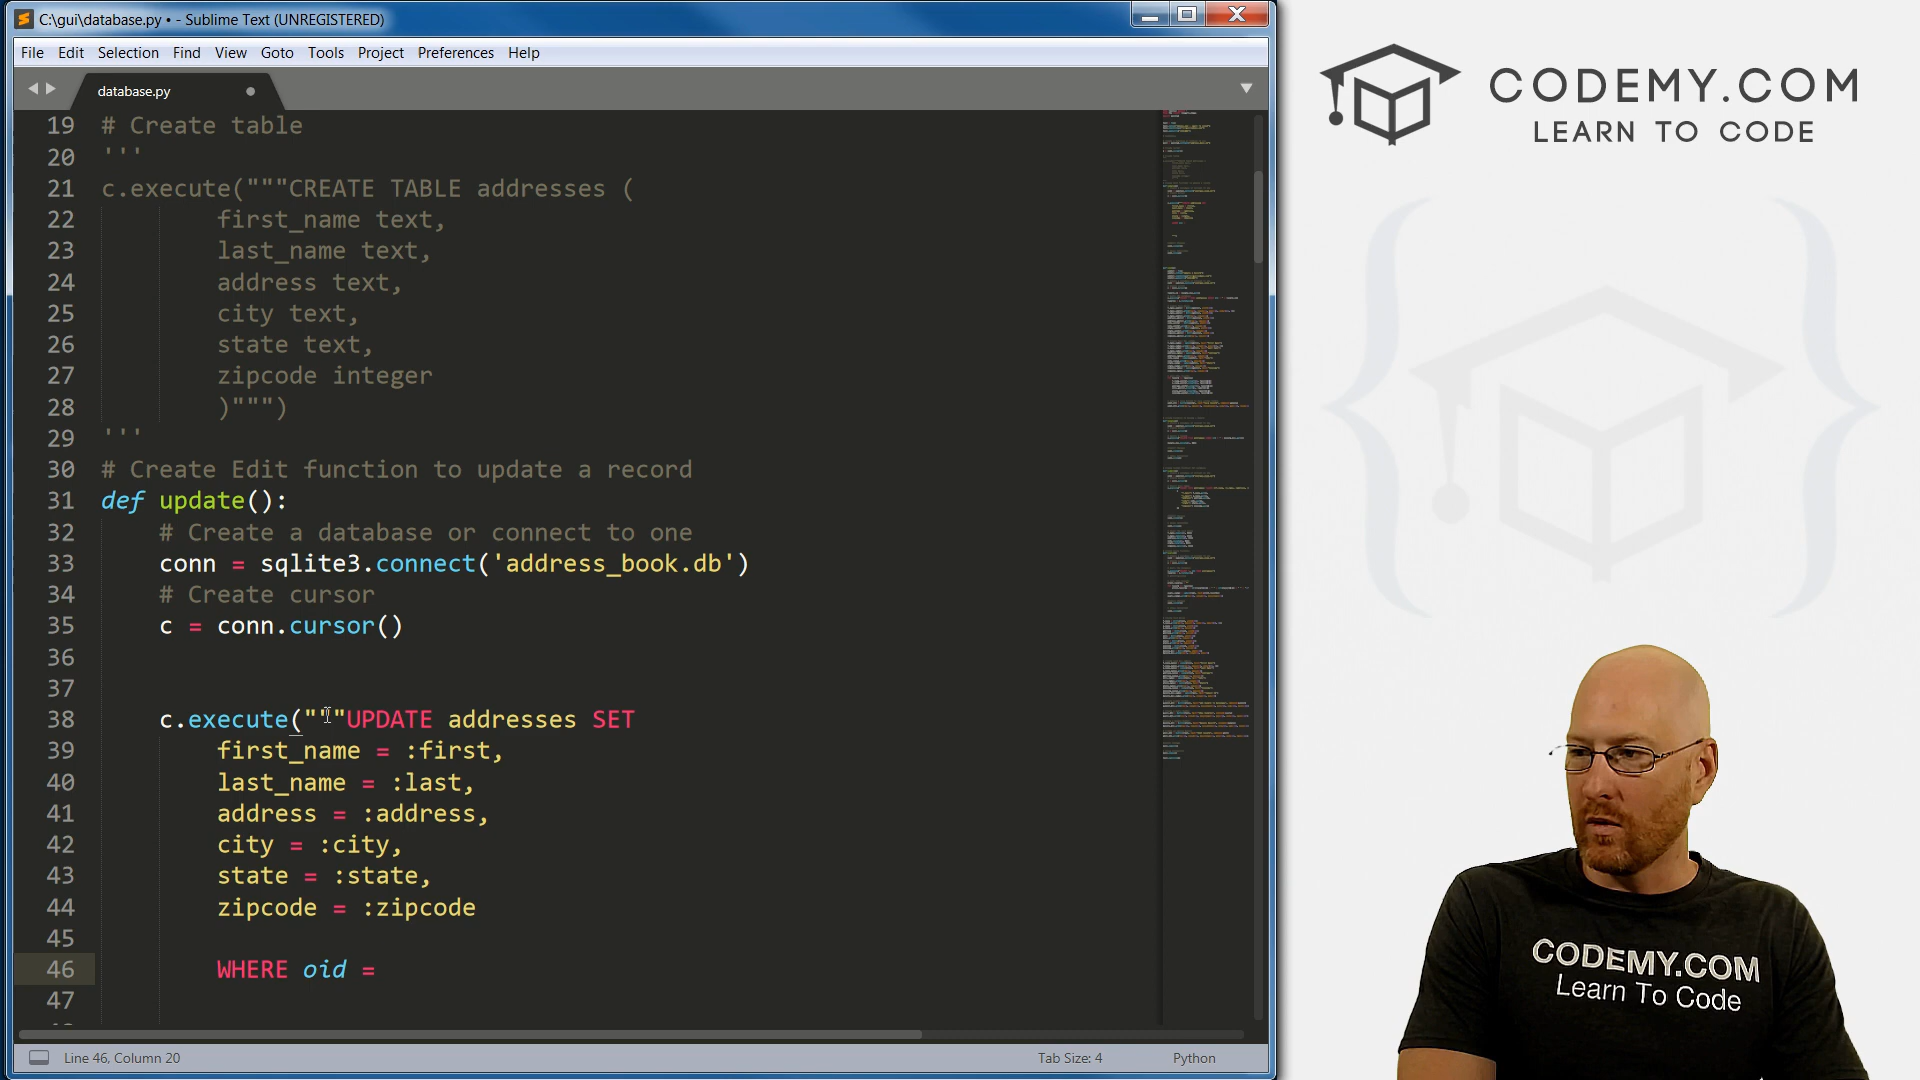 C:\gui\database.py • - Sublime Text (UNREGISTERED)
File Edit Selection Find View Goto Tools Project Preferences Help
database.py
19 # Create table
20 '''
21 c.execute("""CREATE TABLE addresses (
22 first_name text,
23 last_name text,
24 address text,
25 city text,
26 state text,
27 zipcode integer
28 )""")
29 '''
30 # Create Edit function to update a record
31 def update():
32 # Create a database or connect to one
33 conn = sqlite3.connect('address_book.db')
34 # Create cursor
35 c = conn.cursor()
36
37
38 c.execute("""UPDATE addresses SET
39 first_name = :first,
40 last_name = :last,
41 address = :address,
42 city = :city,
43 state = :state,
44 zipcode = :zipcode
45
46 WHERE oid =
47
Line 46, Column 20
Tab Size: 4
Python
CODEMY.COM
LEARN TO CODE
CODEMY.COM
Learn To Code